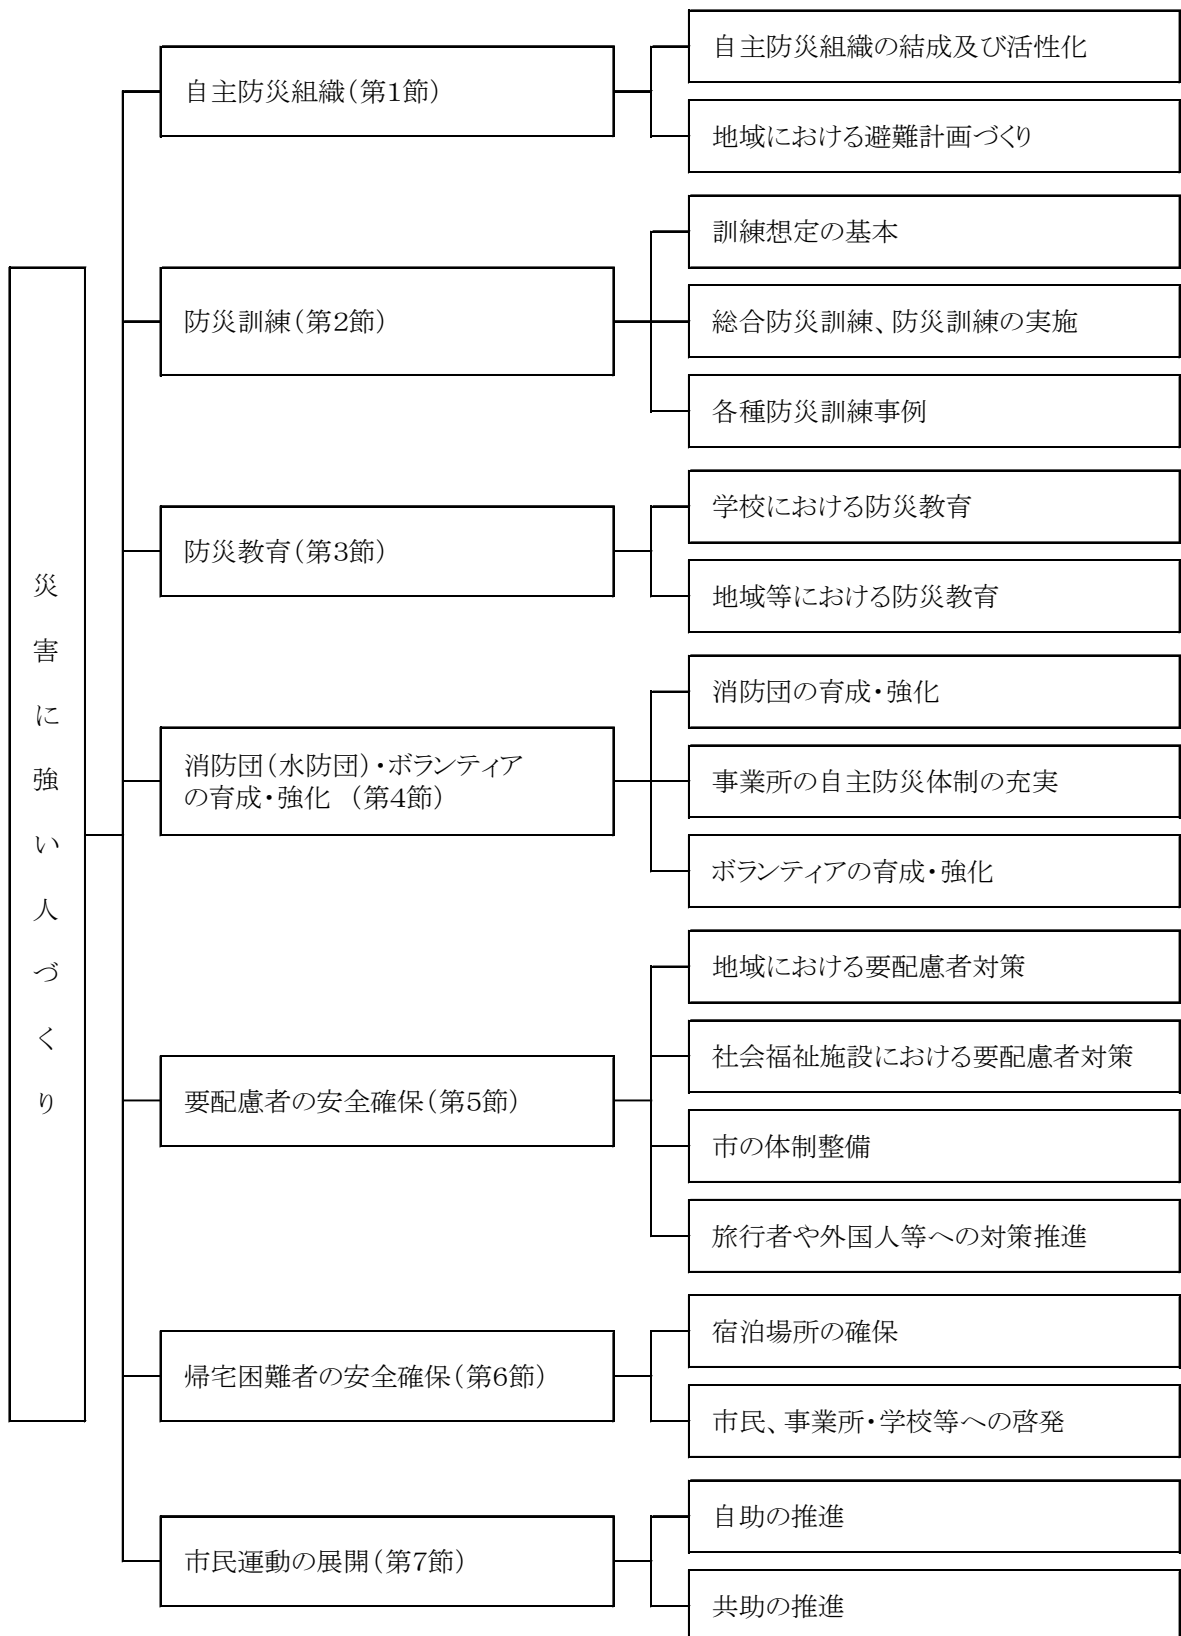 災害に強い人づくり
自主防災組織(第1節)
自主防災組織の結成及び活性化
地域における避難計画づくり
防災訓練(第2節)
訓練想定の基本
総合防災訓練、防災訓練の実施
各種防災訓練事例
防災教育(第3節)
学校における防災教育
地域等における防災教育
消防団(水防団)・ボランティア
の育成・強化 (第4節)
消防団の育成・強化
事業所の自主防災体制の充実
ボランティアの育成・強化
要配慮者の安全確保(第5節)
地域における要配慮者対策
社会福祉施設における要配慮者対策
市の体制整備
旅行者や外国人等への対策推進
帰宅困難者の安全確保(第6節)
宿泊場所の確保
市民、事業所・学校等への啓発
市民運動の展開(第7節)
自助の推進
共助の推進